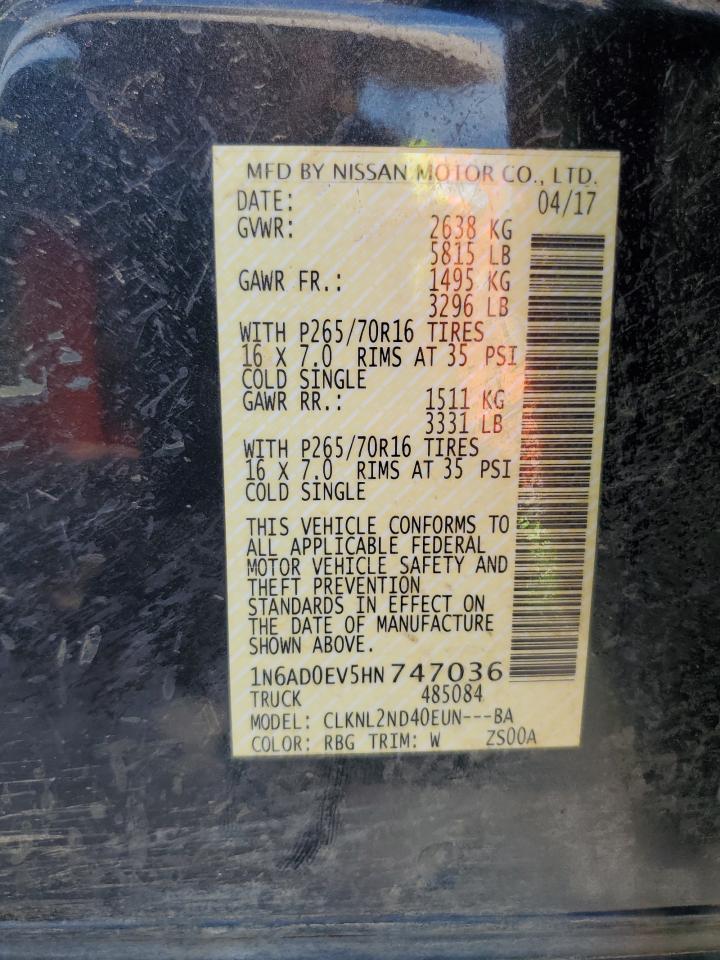 MFD BY NISSAN MOTOR CO., LTD.
DATE: 04/17
GVWR: 2638 KG
5815 LB
GAWR FR.: 1495 KG
3296 LB
WITH P265/70R16 TIRES
16 X 7.0 RIMS AT 35 PSI
COLD SINGLE
GAWR RR.: 1511 KG
3331 LB
WITH P265/70R16 TIRES
16 X 7.0 RIMS AT 35 PSI
COLD SINGLE
THIS VEHICLE CONFORMS TO
ALL APPLICABLE FEDERAL
MOTOR VEHICLE SAFETY AND
THEFT PREVENTION
STANDARDS IN EFFECT ON
THE DATE OF MANUFACTURE
SHOWN ABOVE.
1N6AD0EV5HN747036
TRUCK 485084
MODEL: CLKNL2ND40EUN---BA
COLOR: RBG TRIM: W ZS00A